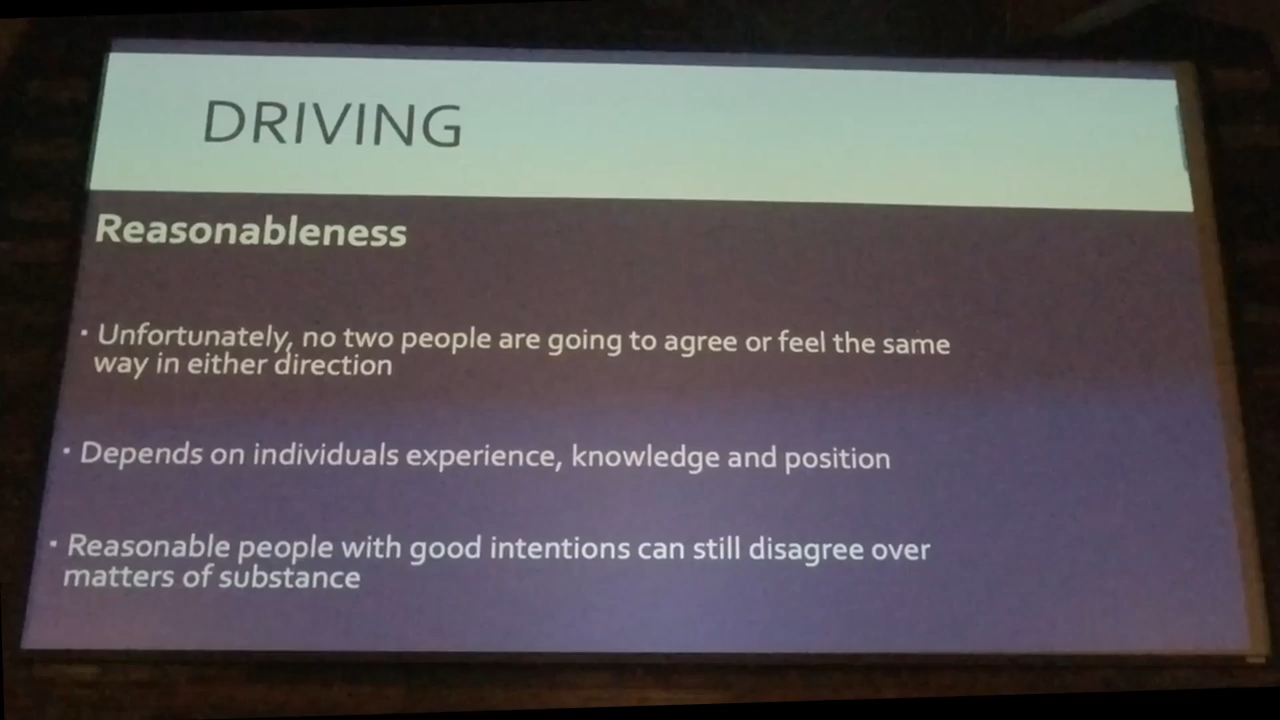 DRIVING
Reasonableness
▪ Unfortunately, no two people are going to agree or feel the same
way in either direction
▪ Depends on individuals experience, knowledge and position
▪ Reasonable people with good intentions can still disagree over
matters of substance